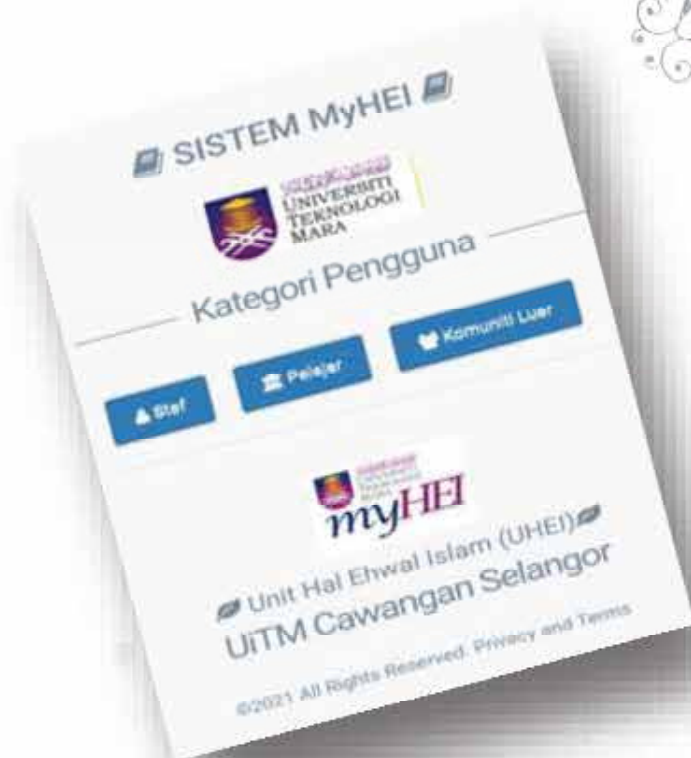 SISTEM MyHEI
UNIVERSITI
TEKNOLOGI
MARA
Kategori Pengguna
Staf
Pelajar
Komuniti Luar
myHEI
Unit Hal Ehwal Islam (UHEI)
UiTM Cawangan Selangor
©2021 All Rights Reserved. Privacy and Terms